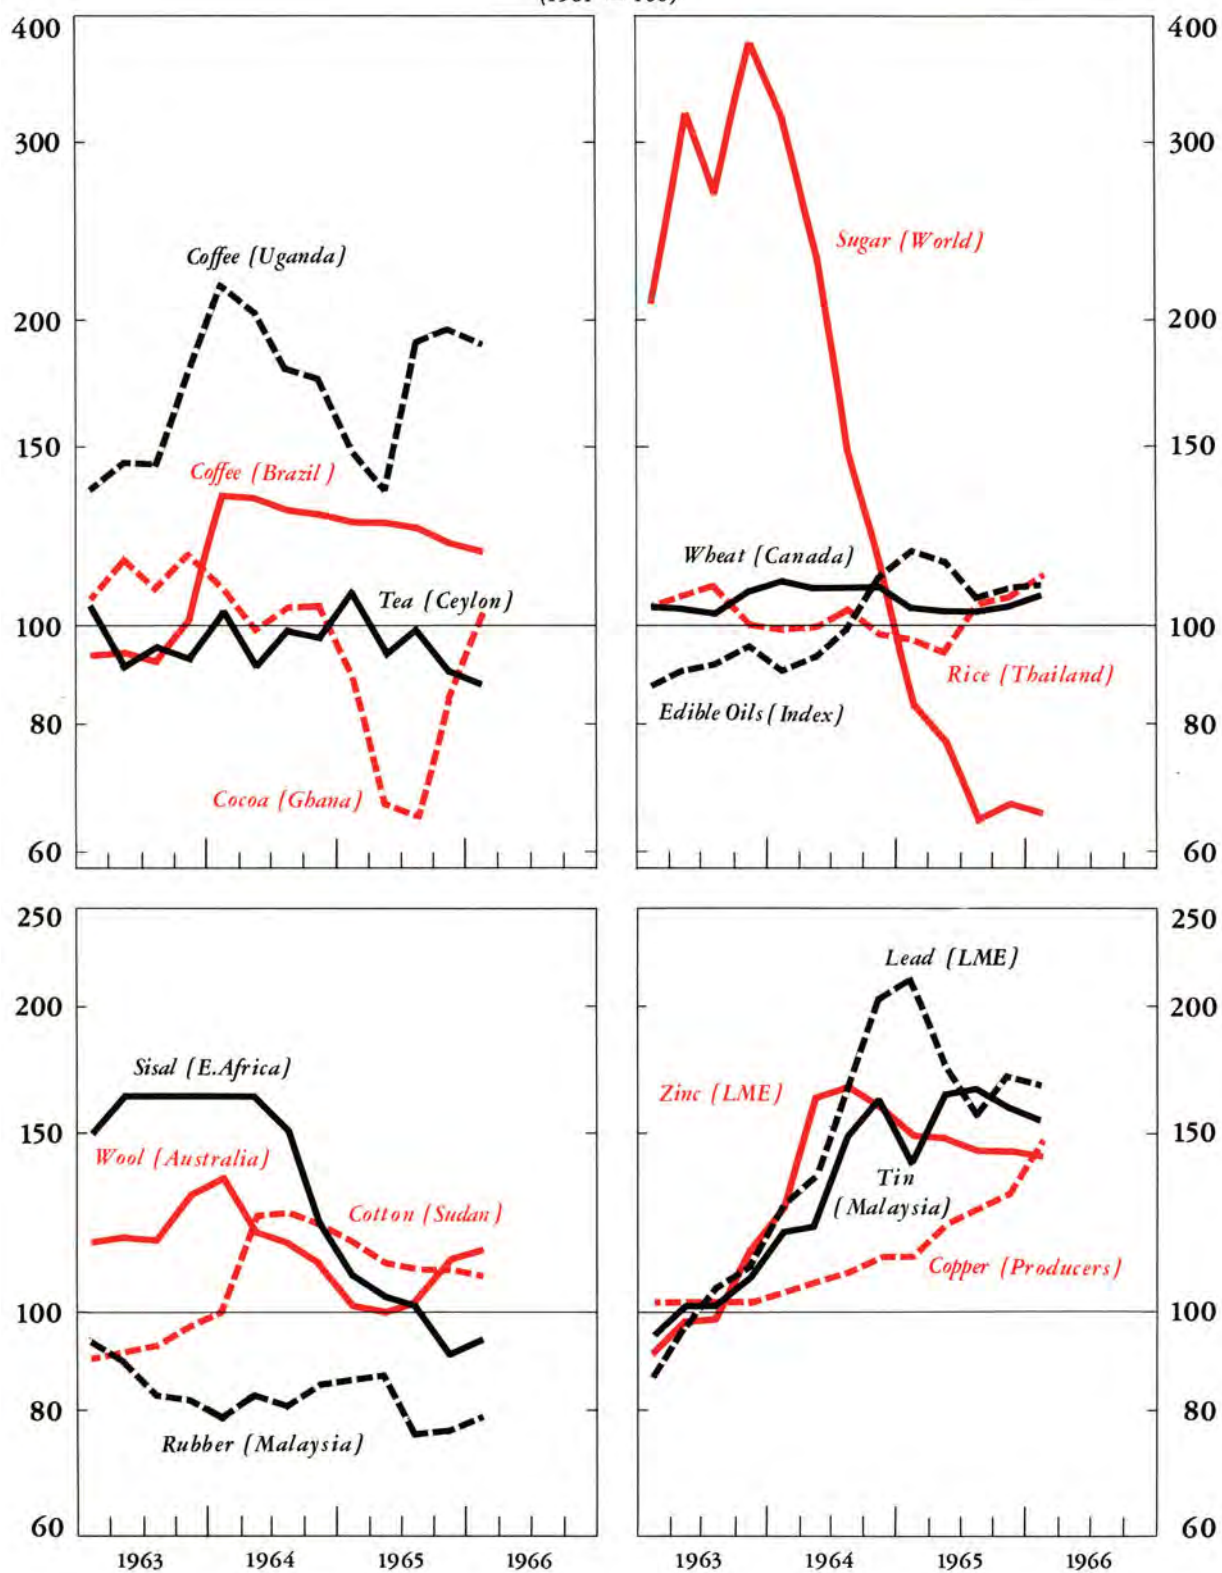 400
300
200
150
100
80
60
Coffee (Uganda)
Coffee (Brazil)
Tea (Ceylon)
Cocoa (Ghana)
400
300
200
150
100
80
60
Sugar (World)
Wheat (Canada)
Rice (Thailand)
Edible Oils (Index)
250
200
150
100
80
60
Sisal (E.Africa)
Wool (Australia)
Cotton (Sudan)
Rubber (Malaysia)
1963 1964 1965 1966
250
200
150
100
80
60
Lead (LME)
Zinc (LME)
Tin
(Malaysia)
Copper (Producers)
1963 1964 1965 1966